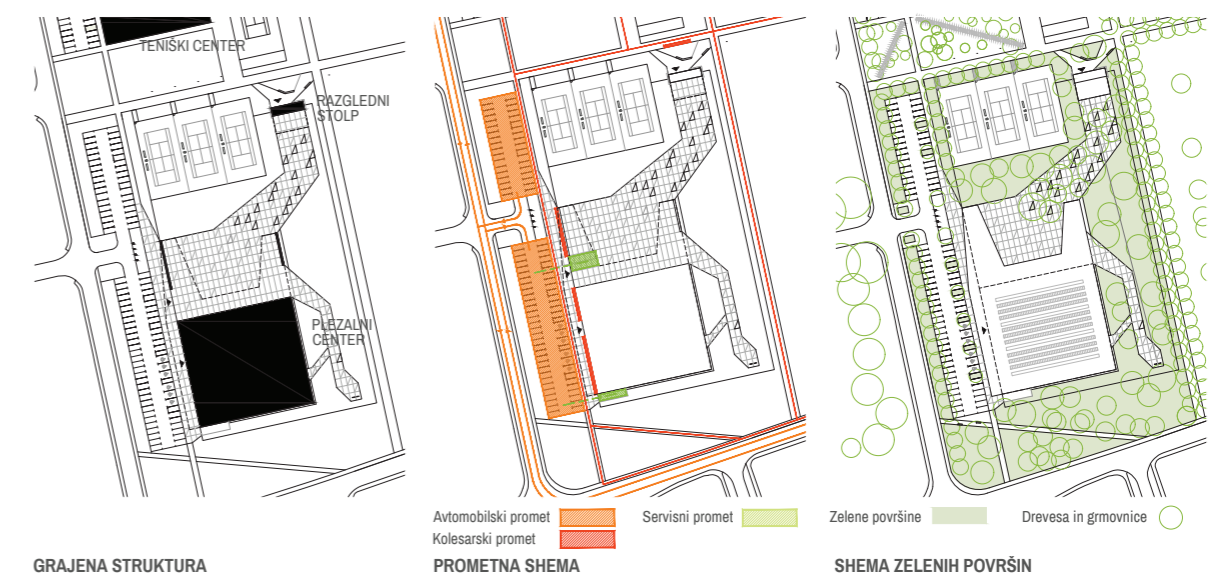 TENIŠKI CENTER
RAZGLEDNI
STOLP
PLEZALNI
CENTER
Avtomobilski promet
Servisni promet
Zelene površine
Drevesa in grmovnice
Kolesarski promet
GRAJENA STRUKTURA
PROMETNA SHEMA
SHEMA ZELENIH POVRŠIN